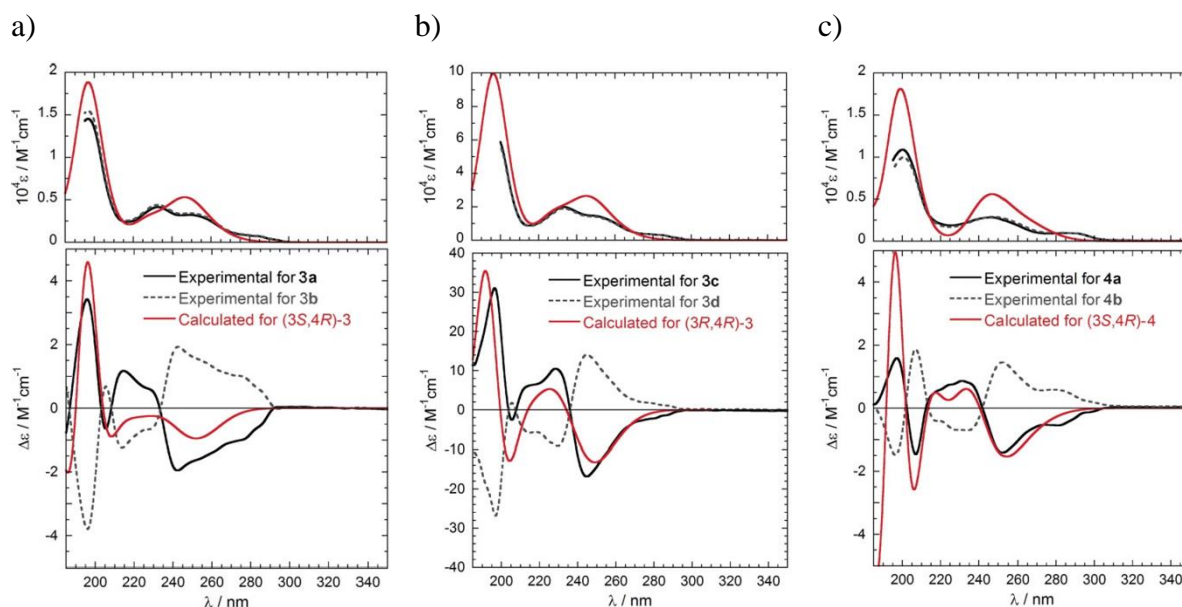 a)
b)
c)
2
1.5
1
0.5
0
10⁴ε / M⁻¹cm⁻¹
10
8
6
4
2
0
10⁴ε / M⁻¹cm⁻¹
2
1.5
1
0.5
0
10⁴ε / M⁻¹cm⁻¹
4
2
0
-2
-4
Δε / M⁻¹cm⁻¹
Experimental for 3a
Experimental for 3b
Calculated for (3S,4R)-3
200 220 240 260 280 300 320 340
λ / nm
40
30
20
10
0
-10
-20
-30
-40
Δε / M⁻¹cm⁻¹
Experimental for 3c
Experimental for 3d
Calculated for (3R,4R)-3
200 220 240 260 280 300 320 340
λ / nm
4
2
0
-2
-4
Δε / M⁻¹cm⁻¹
Experimental for 4a
Experimental for 4b
Calculated for (3S,4R)-4
200 220 240 260 280 300 320 340
λ / nm